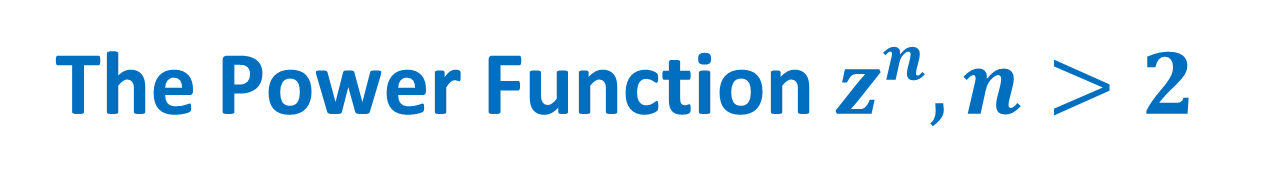 The Power Function zⁿ, n > 2